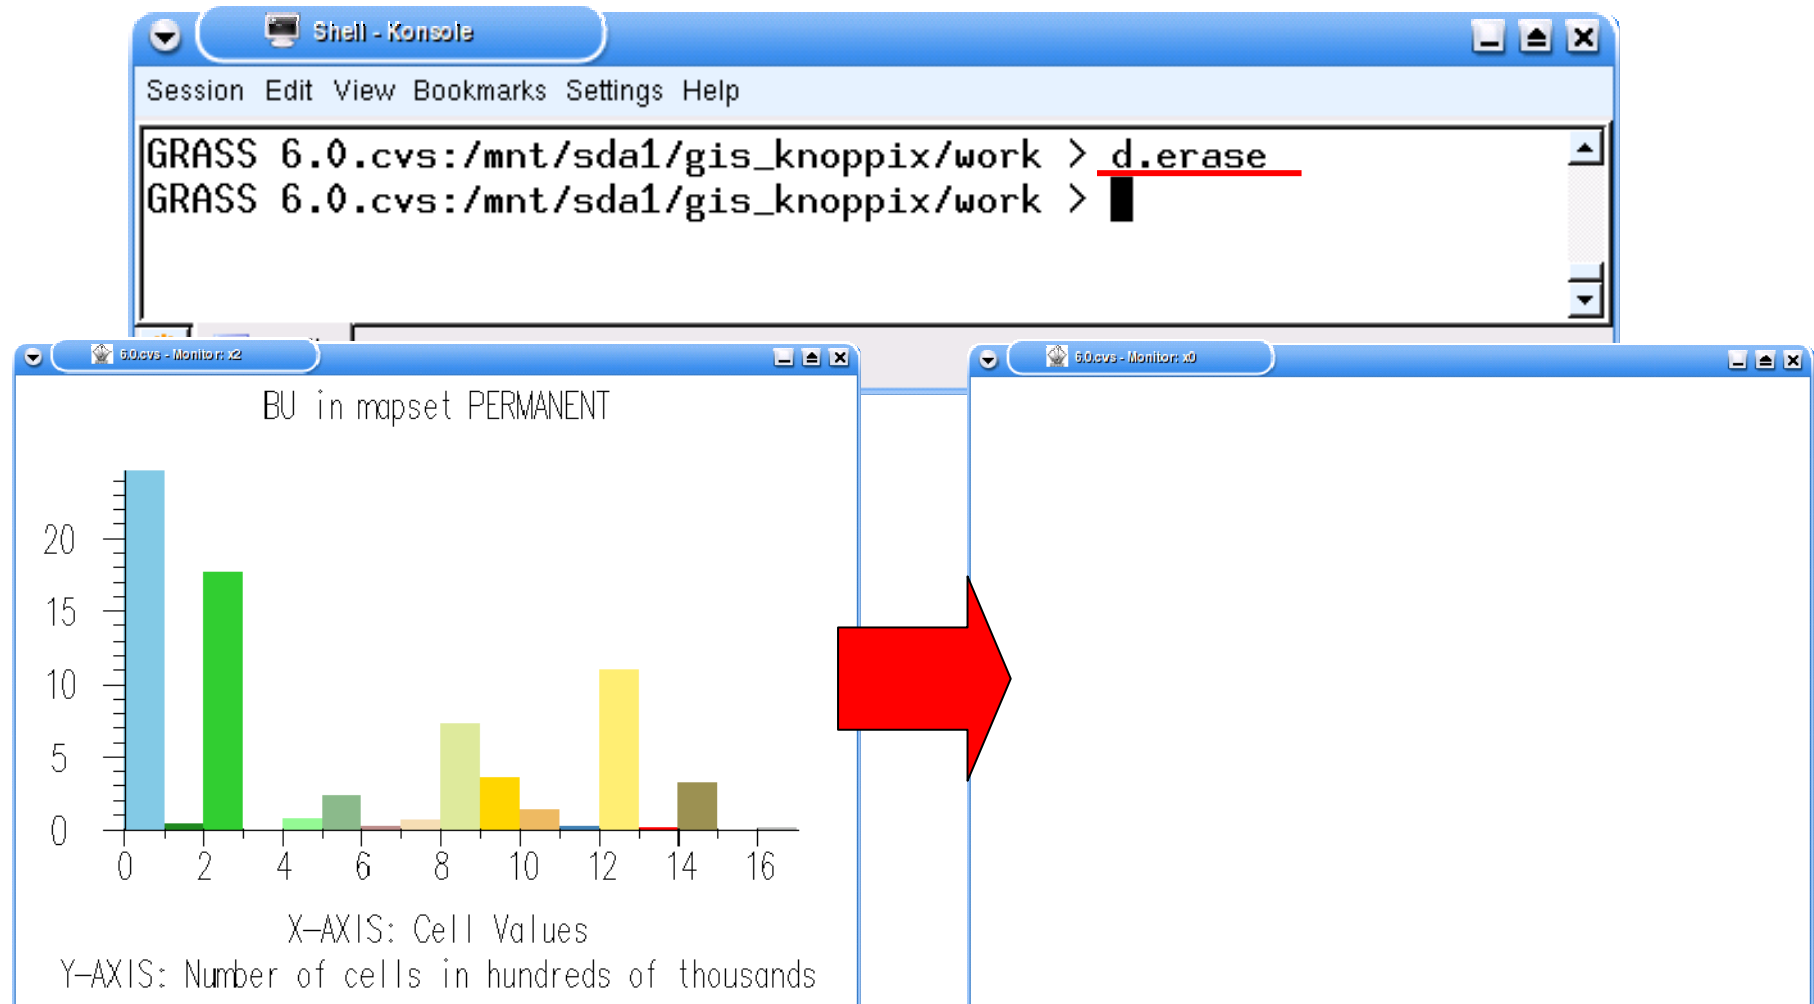 Shell - Konsole
Session Edit View Bookmarks Settings Help
GRASS 6.0.cvs:/mnt/sda1/gis_knoppix/work > d.erase
GRASS 6.0.cvs:/mnt/sda1/gis_knoppix/work >
6.0.cvs - Monitor: x2
BU in mapset PERMANENT
20
15
10
5
0
0 2 4 6 8 10 12 14 16
X-AXIS: Cell Values
Y-AXIS: Number of cells in hundreds of thousands
6.0.cvs - Monitor: x0